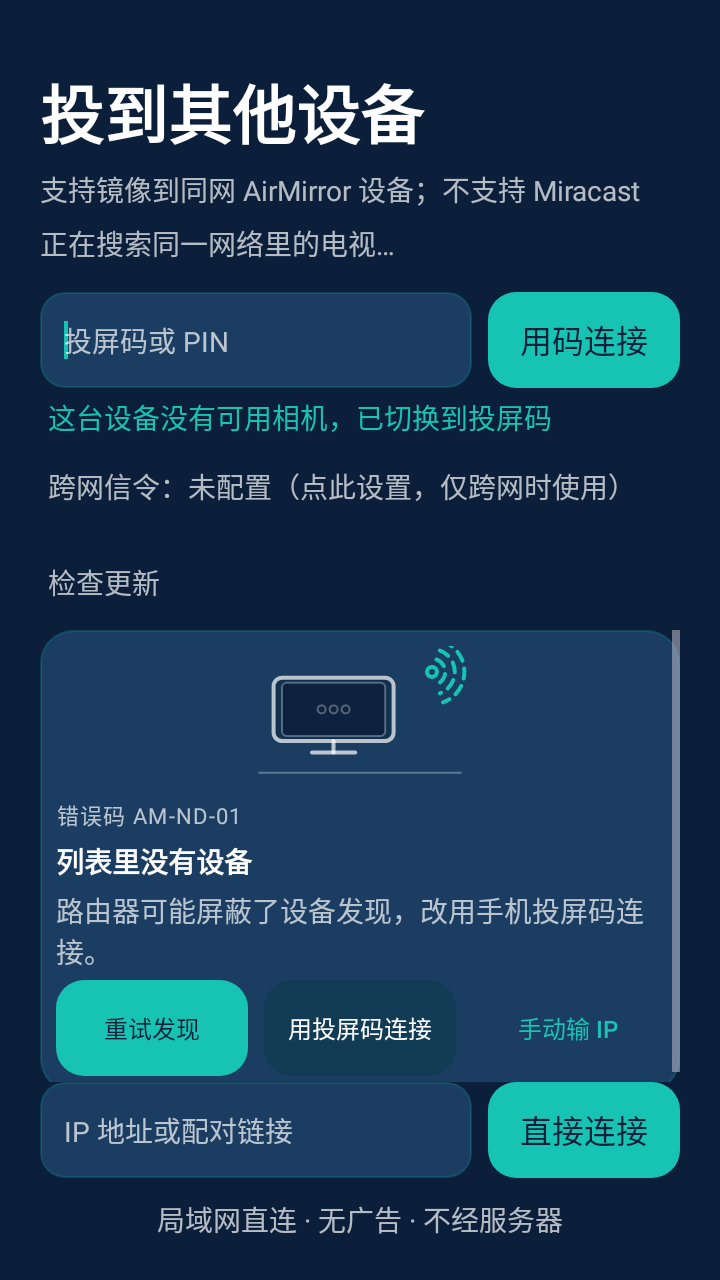 投到其他设备
支持镜像到同网 AirMirror 设备；不支持 Miracast
正在搜索同一网络里的电视…
投屏码或 PIN
用码连接
这台设备没有可用相机，已切换到投屏码
跨网信令：未配置（点此设置，仅跨网时使用）
检查更新
错误码 AM-ND-01
列表里没有设备
路由器可能屏蔽了设备发现，改用手机投屏码连
接。
重试发现
用投屏码连接
手动输 IP
IP 地址或配对链接
直接连接
局域网直连 · 无广告 · 不经服务器